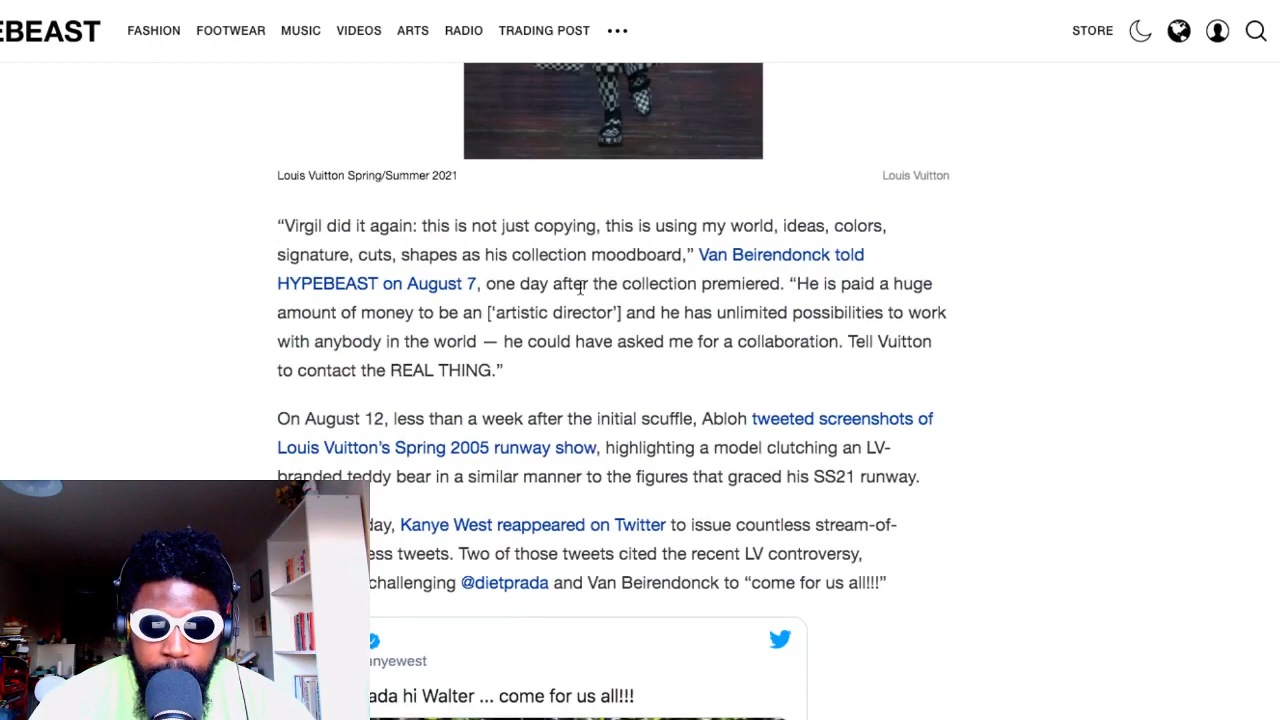 EBEAST
FASHION FOOTWEAR MUSIC VIDEOS ARTS RADIO TRADING POST ••• STORE
Louis Vuitton Spring/Summer 2021 Louis Vuitton
“Virgil did it again: this is not just copying, this is using my world, ideas, colors,
signature, cuts, shapes as his collection moodboard,” Van Beirendonck told
HYPEBEAST on August 7, one day after the collection premiered. “He is paid a huge
amount of money to be an [‘artistic director’] and he has unlimited possibilities to work
with anybody in the world — he could have asked me for a collaboration. Tell Vuitton
to contact the REAL THING.”
On August 12, less than a week after the initial scuffle, Abloh tweeted screenshots of
Louis Vuitton’s Spring 2005 runway show, highlighting a model clutching an LV-
branded teddy bear in a similar manner to the figures that graced his SS21 runway.
day, Kanye West reappeared on Twitter to issue countless stream-of-
ess tweets. Two of those tweets cited the recent LV controversy,
challenging @dietprada and Van Beirendonck to “come for us all!!!”
anyewest
ada hi Walter ... come for us all!!!